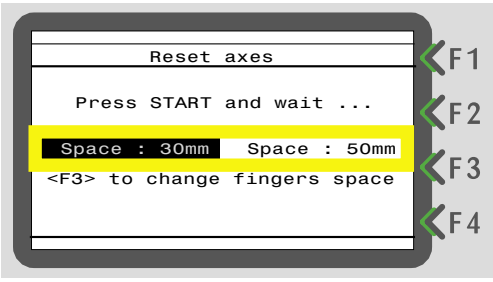 Reset axes
Press START and wait ...
Space : 30mm Space : 50mm
<F3> to change fingers space
F1
F2
F3
F4